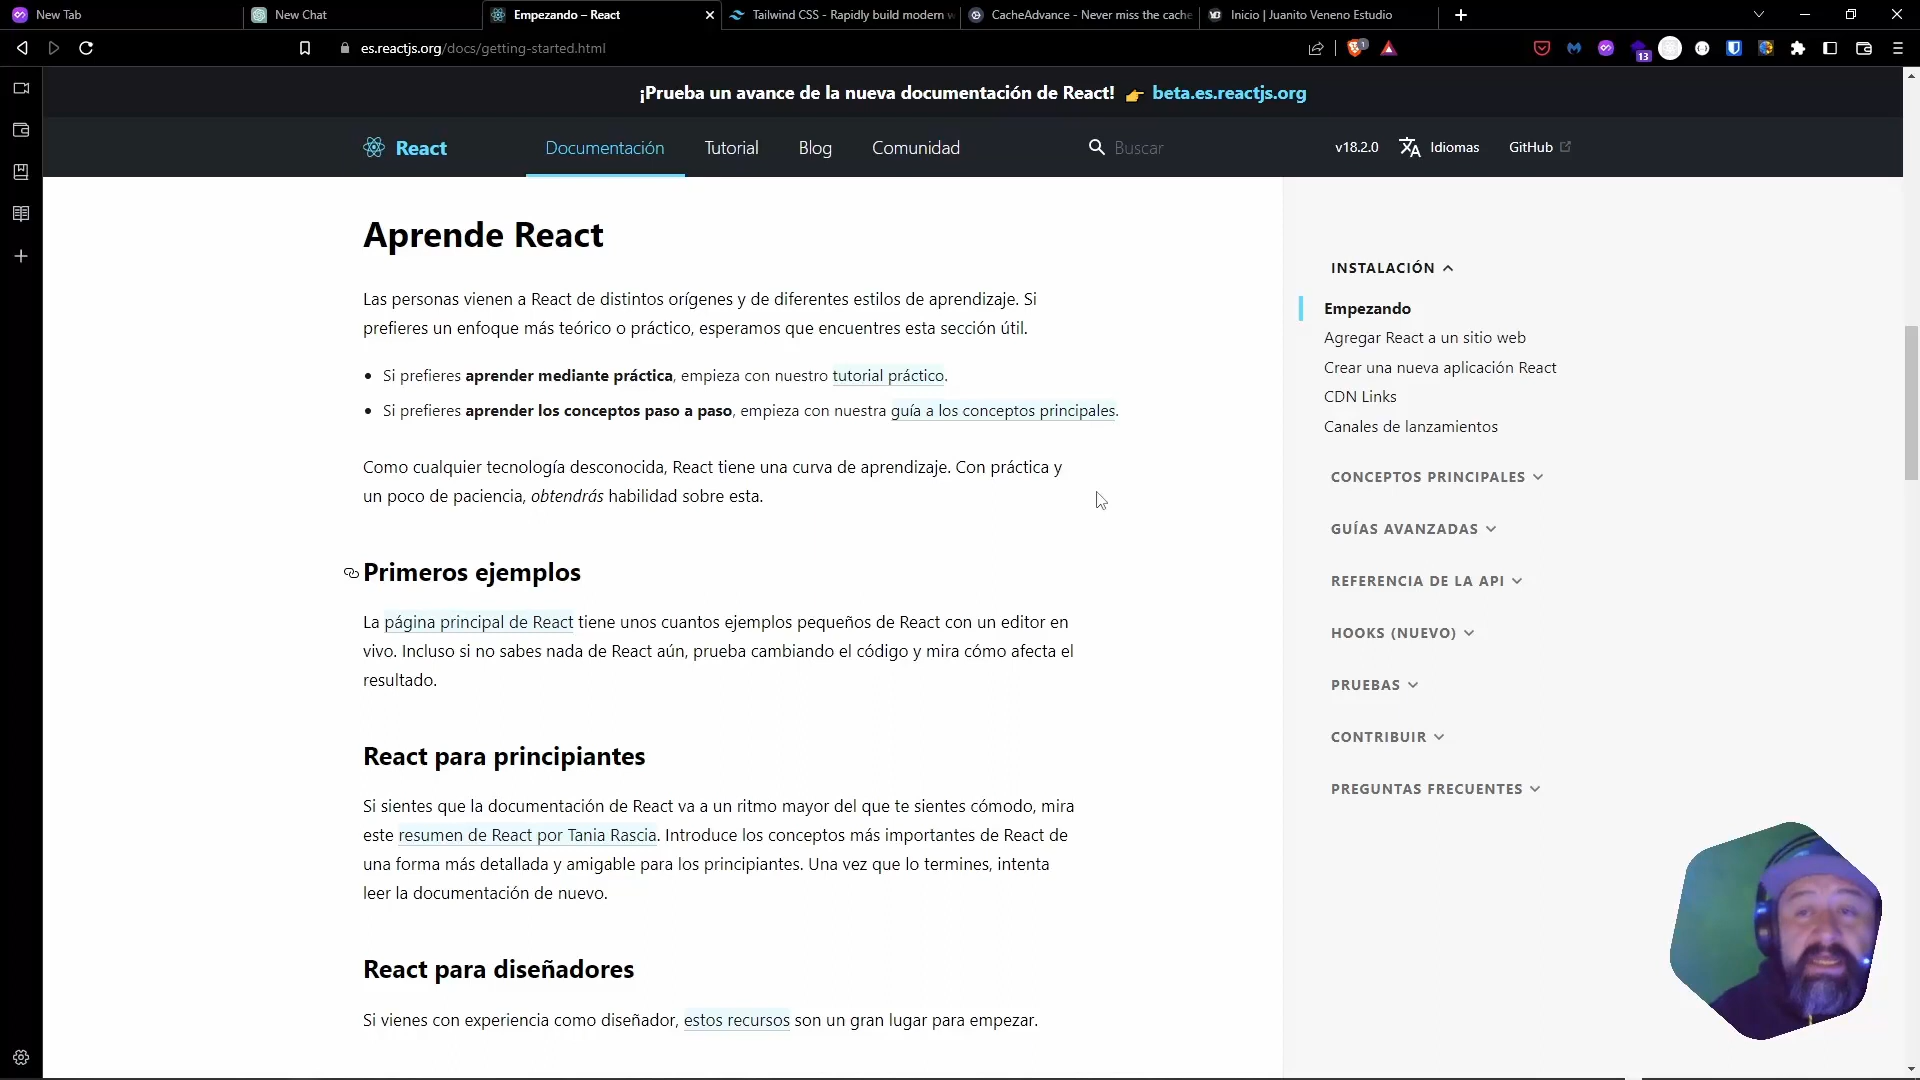 New Tab
New Chat
Empezando – React
Tailwind CSS - Rapidly build modern w
CacheAdvance - Never miss the cache
Inicio | Juanito Veneno Estudio
es.reactjs.org/docs/getting-started.html
1
13
¡Prueba un avance de la nueva documentación de React! 👉 beta.es.reactjs.org
React
Documentación
Tutorial
Blog
Comunidad
Buscar
v18.2.0
Idiomas
GitHub
Aprende React
Las personas vienen a React de distintos orígenes y de diferentes estilos de aprendizaje. Si
prefieres un enfoque más teórico o práctico, esperamos que encuentres esta sección útil.
• Si prefieres aprender mediante práctica, empieza con nuestro tutorial práctico.
• Si prefieres aprender los conceptos paso a paso, empieza con nuestra guía a los conceptos principales.
Como cualquier tecnología desconocida, React tiene una curva de aprendizaje. Con práctica y
un poco de paciencia, obtendrás habilidad sobre esta.
Primeros ejemplos
La página principal de React tiene unos cuantos ejemplos pequeños de React con un editor en
vivo. Incluso si no sabes nada de React aún, prueba cambiando el código y mira cómo afecta el
resultado.
React para principiantes
Si sientes que la documentación de React va a un ritmo mayor del que te sientes cómodo, mira
este resumen de React por Tania Rascia. Introduce los conceptos más importantes de React de
una forma más detallada y amigable para los principiantes. Una vez que lo termines, intenta
leer la documentación de nuevo.
React para diseñadores
Si vienes con experiencia como diseñador, estos recursos son un gran lugar para empezar.
INSTALACIÓN
Empezando
Agregar React a un sitio web
Crear una nueva aplicación React
CDN Links
Canales de lanzamientos
CONCEPTOS PRINCIPALES
GUÍAS AVANZADAS
REFERENCIA DE LA API
HOOKS (NUEVO)
PRUEBAS
CONTRIBUIR
PREGUNTAS FRECUENTES